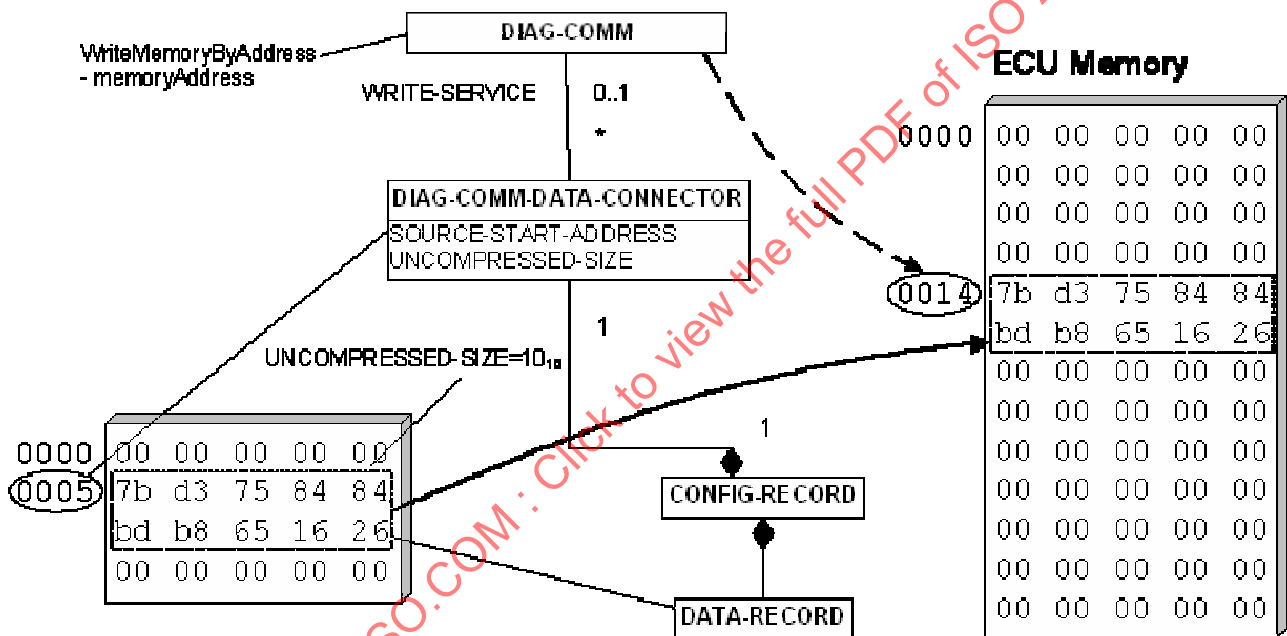 DIAG-COMM
WriteMemoryByAddress
- memoryAddress
WRITE-SERVICE
0..1
*
DIAG-COMM-DATA-CONNECTOR
SOURCE-START-ADDRESS
UNCOMPRESSED-SIZE
1
UNCOMPRESSED-SIZE=10₁₀
0000 00 00 00 00 00
0005 7b d3 75 84 84
bd b8 65 16 26
00 00 00 00 00
1
CONFIG-RECORD
DATA-RECORD
ECU Memory
0000 00 00 00 00 00
00 00 00 00 00
00 00 00 00 00
00 00 00 00 00
0014 7b d3 75 84 84
bd b8 65 16 26
00 00 00 00 00
00 00 00 00 00
00 00 00 00 00
00 00 00 00 00
00 00 00 00 00
00 00 00 00 00
00 00 00 00 00
ISO.COM : Click to view the full PDF of ISO